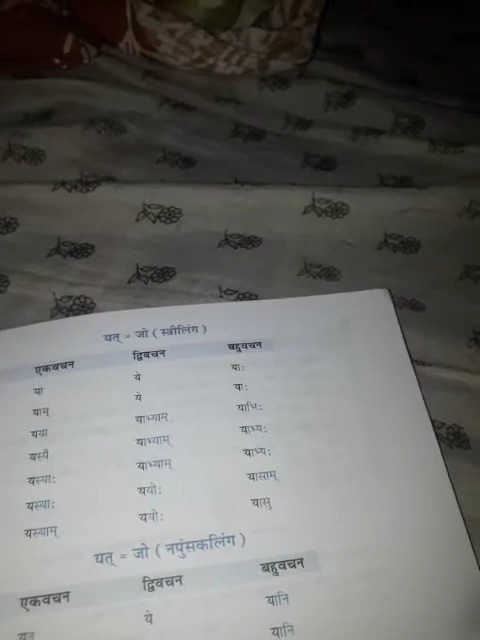 यत् = जो ( स्त्रीलिंग )
एकवचन द्विवचन बहुवचन
या ये याः
याम् ये याः
यया याभ्याम् याभिः
यस्यै याभ्याम् याभ्यः
यस्याः याभ्याम् याभ्यः
यस्याः ययोः यासाम्
यस्याम् ययोः यासु
यत् = जो ( नपुंसकलिंग )
एकवचन द्विवचन बहुवचन
ये यानि
यानि